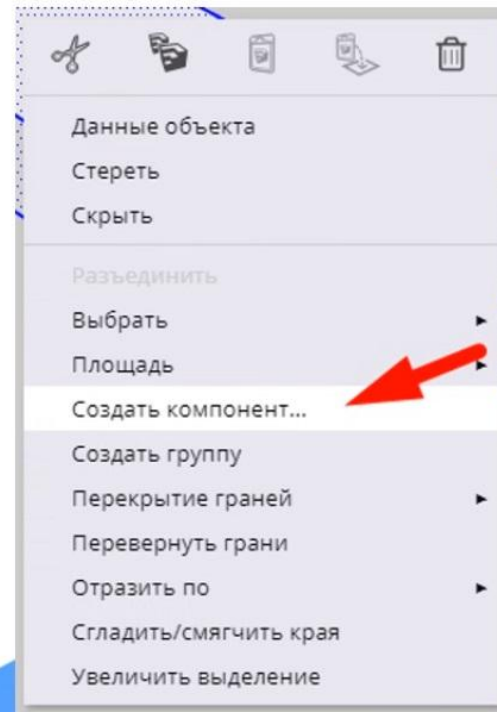 Данные объекта
Стереть
Скрыть
Разъединить
Выбрать
Площадь
Создать компонент...
Создать группу
Перекрытие граней
Перевернуть грани
Отразить по
Сгладить/смягчить края
Увеличить выделение